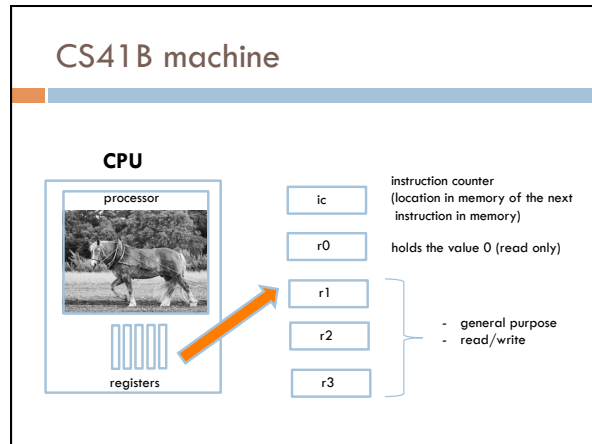 CS41B machine
CPU
processor
registers
ic
instruction counter
(location in memory of the next
instruction in memory)
r0
holds the value 0 (read only)
r1
r2
r3
- general purpose
- read/write